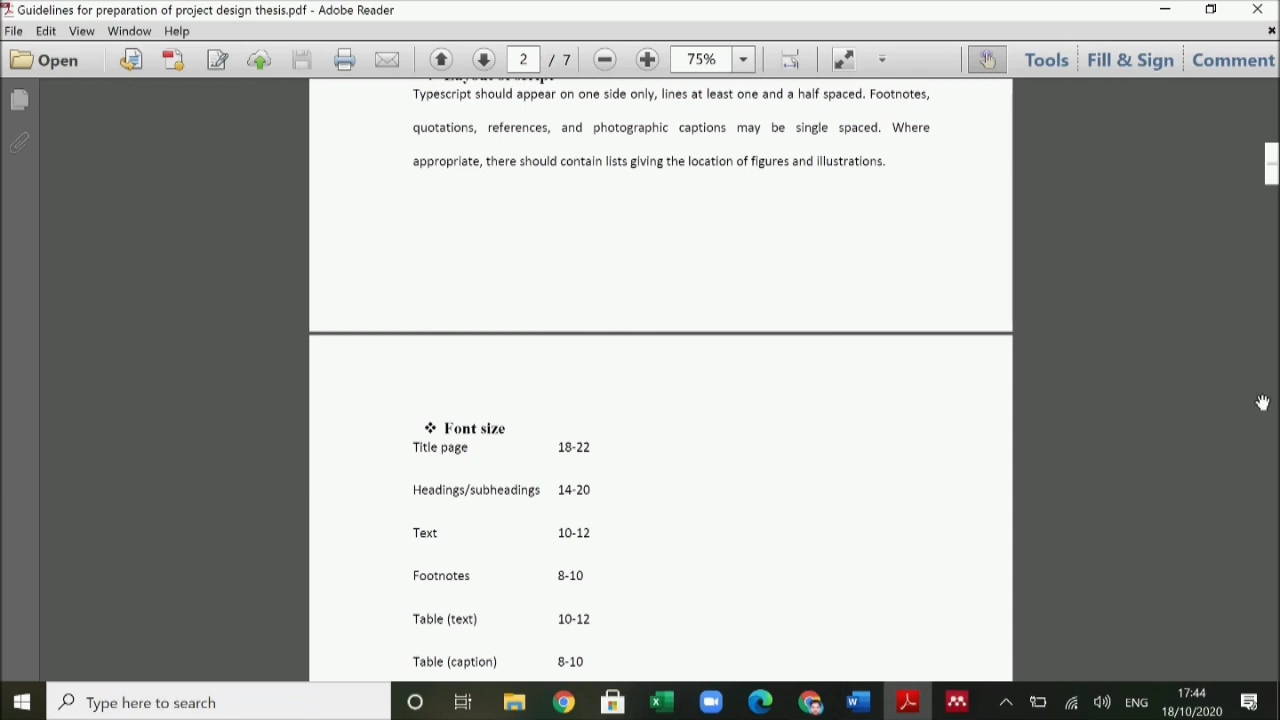 Guidelines for preparation of project design thesis.pdf - Adobe Reader
File Edit View Window Help
Open 2 / 7 75% Tools Fill & Sign Comment
Layout of script
Typescript should appear on one side only, lines at least one and a half spaced. Footnotes,
quotations, references, and photographic captions may be single spaced. Where
appropriate, there should contain lists giving the location of figures and illustrations.
❖ Font size
Title page 18-22
Headings/subheadings 14-20
Text 10-12
Footnotes 8-10
Table (text) 10-12
Table (caption) 8-10
Type here to search
ENG
17:44
18/10/2020